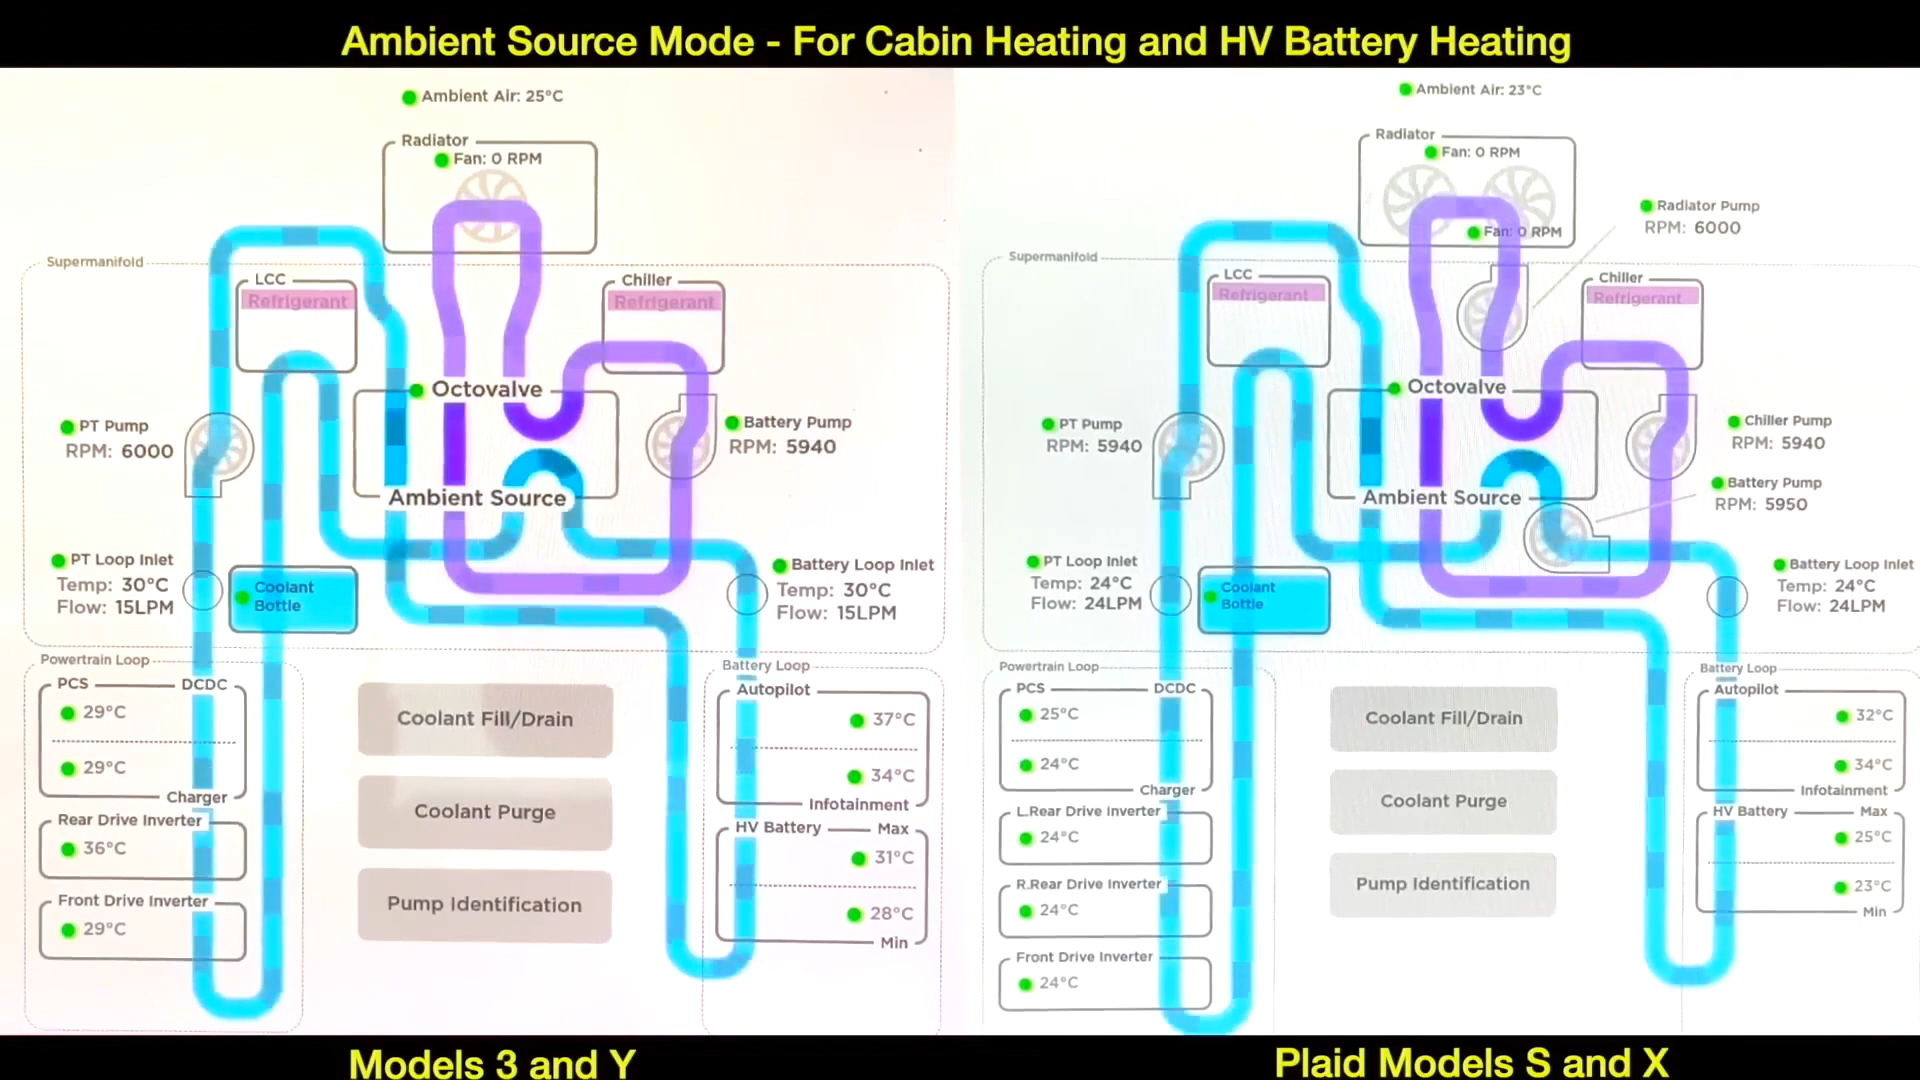 Ambient Source Mode - For Cabin Heating and HV Battery Heating
Ambient Air: 25°C
Radiator
Fan: 0 RPM
Supermanifold
LCC
Refrigerant
Chiller
Refrigerant
Octovalve
PT Pump
RPM: 6000
Battery Pump
RPM: 5940
Ambient Source
PT Loop Inlet
Temp: 30°C
Flow: 15LPM
Coolant
Bottle
Battery Loop Inlet
Temp: 30°C
Flow: 15LPM
Powertrain Loop
PCS
DCDC
29°C
29°C
Charger
Rear Drive Inverter
36°C
Front Drive Inverter
29°C
Coolant Fill/Drain
Coolant Purge
Pump Identification
Battery Loop
Autopilot
37°C
34°C
Infotainment
HV Battery
Max
31°C
28°C
Min
Models 3 and Y
Ambient Air: 23°C
Radiator
Fan: 0 RPM
Fan: 0 RPM
Radiator Pump
RPM: 6000
Supermanifold
LCC
Refrigerant
Chiller
Refrigerant
Octovalve
PT Pump
RPM: 5940
Chiller Pump
RPM: 5940
Battery Pump
RPM: 5950
Ambient Source
PT Loop Inlet
Temp: 24°C
Flow: 24LPM
Coolant
Bottle
Battery Loop Inlet
Temp: 24°C
Flow: 24LPM
Powertrain Loop
PCS
DCDC
25°C
24°C
Charger
L.Rear Drive Inverter
24°C
R.Rear Drive Inverter
24°C
Front Drive Inverter
24°C
Coolant Fill/Drain
Coolant Purge
Pump Identification
Battery Loop
Autopilot
32°C
34°C
Infotainment
HV Battery
Max
25°C
23°C
Min
Plaid Models S and X